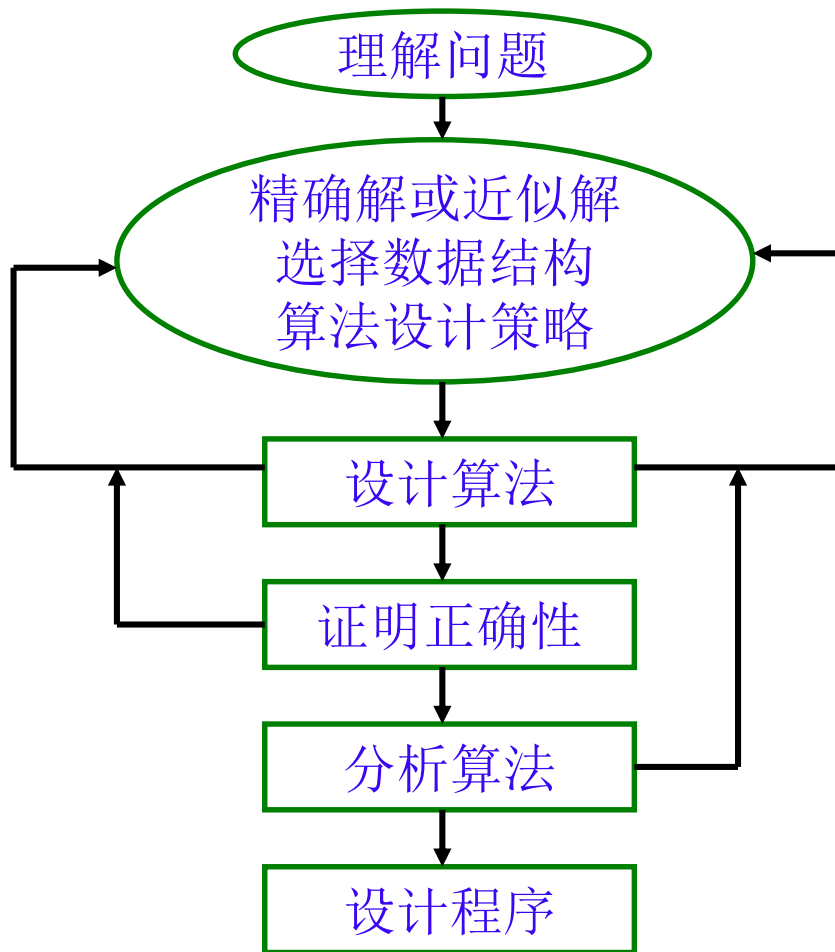 理解问题
精确解或近似解
选择数据结构
算法设计策略
设计算法
证明正确性
分析算法
设计程序